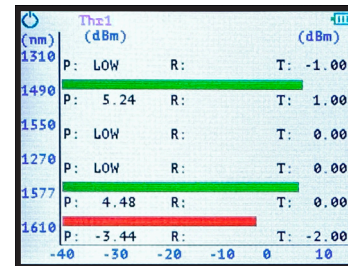 Thr1
(nm) (dBm) (dBm)
1310
P: LOW R: T: -1.00
1490
P: 5.24 R: T: 1.00
1550
P: R: T: 0.00
1270
P: LOW R: T: 0.00
1577
P: 4.48 R: T: 0.00
1610
P: -3.44 R: T: -2.00
-40 -30 -20 -10 0 10